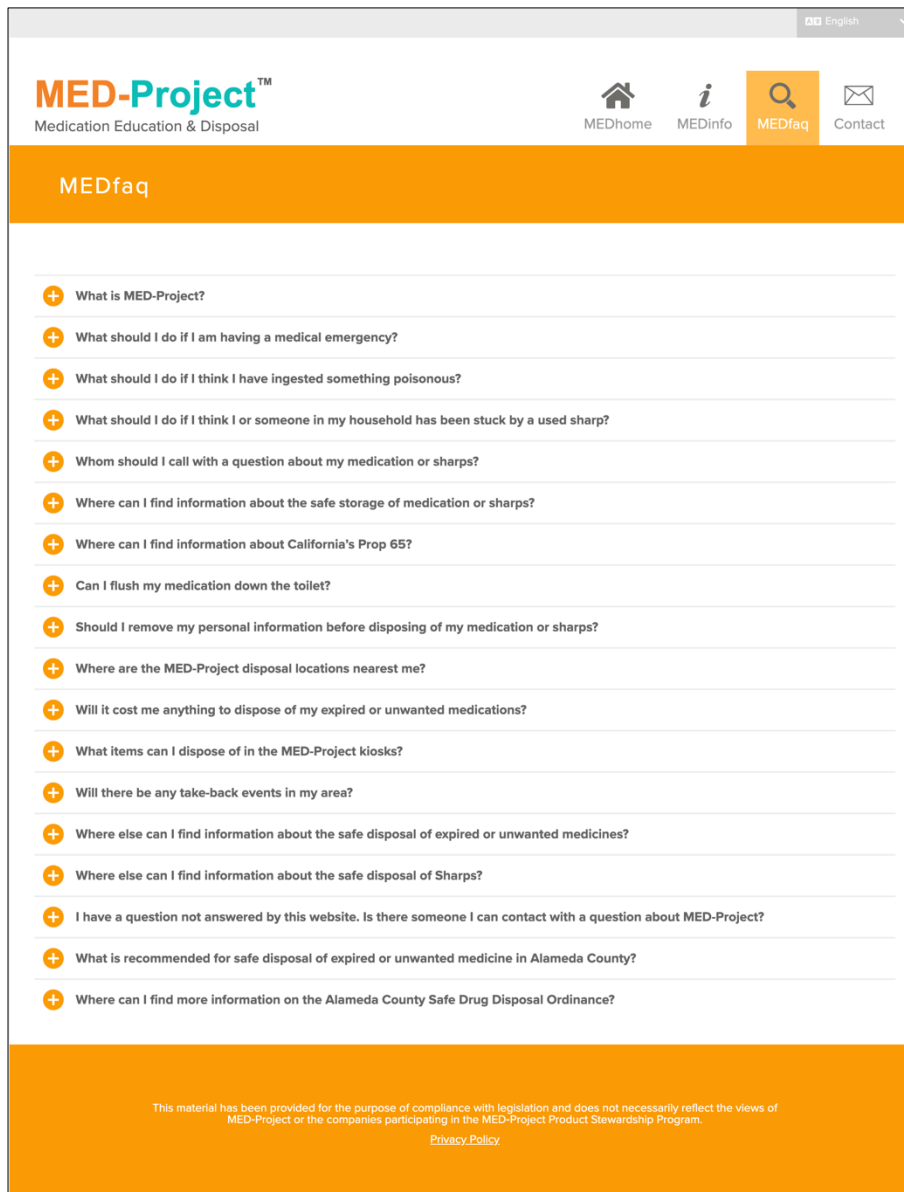 English
MED-Project™
Medication Education & Disposal
MEDhome
MEDinfo
MEDfaq
Contact
MEDfaq
What is MED-Project?
What should I do if I am having a medical emergency?
What should I do if I think I have ingested something poisonous?
What should I do if I think I or someone in my household has been stuck by a used sharp?
Whom should I call with a question about my medication or sharps?
Where can I find information about the safe storage of medication or sharps?
Where can I find information about California's Prop 65?
Can I flush my medication down the toilet?
Should I remove my personal information before disposing of my medication or sharps?
Where are the MED-Project disposal locations nearest me?
Will it cost me anything to dispose of my expired or unwanted medications?
What items can I dispose of in the MED-Project kiosks?
Will there be any take-back events in my area?
Where else can I find information about the safe disposal of expired or unwanted medicines?
Where else can I find information about the safe disposal of Sharps?
I have a question not answered by this website. Is there someone I can contact with a question about MED-Project?
What is recommended for safe disposal of expired or unwanted medicine in Alameda County?
Where can I find more information on the Alameda County Safe Drug Disposal Ordinance?
This material has been provided for the purpose of compliance with legislation and does not necessarily reflect the views of
MED-Project or the companies participating in the MED-Project Product Stewardship Program.
Privacy Policy